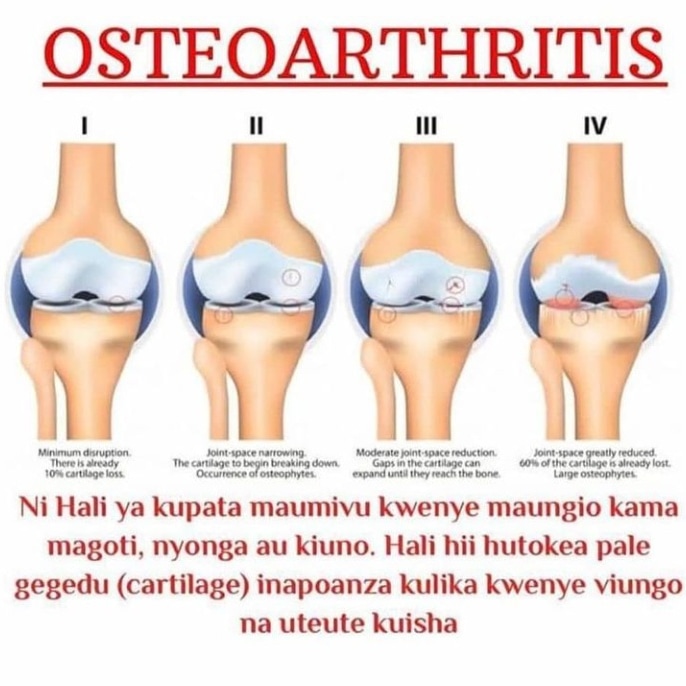 OSTEOARTHRITIS
I
II
III
IV
Minimum disruption.
There is already
10% cartilage loss.
Joint-space narrowing.
The cartilage to begin breaking down.
Occurrence of osteophytes.
Moderate joint-space reduction.
Gaps in the cartilage can
expand until they reach the bone.
Joint-space greatly reduced.
60% of the cartilage is already lost.
Large osteophytes.
Ni Hali ya kupata maumivu kwenye maungio kama
magoti, nyonga au kiuno. Hali hii hutokea pale
gegedu (cartilage) inapoanza kulika kwenye viungo
na uteute kuisha